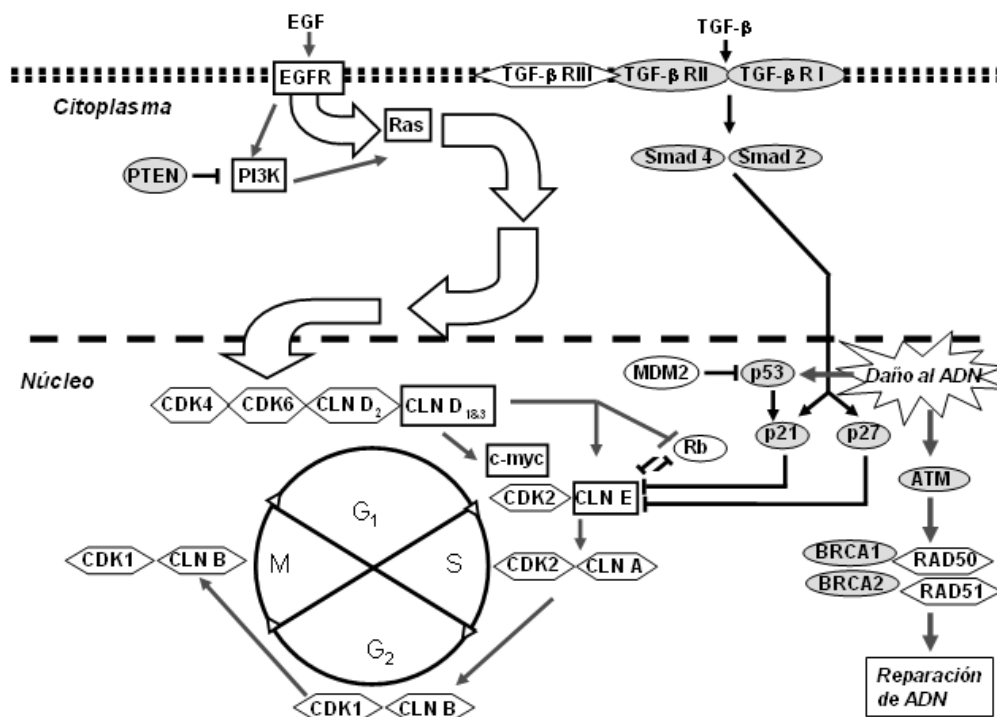 EGF
TGF-β
EGFR
TGF-β RIII
TGF-β RII
TGF-β R I
Citoplasma
Ras
PTEN
PI3K
Smad 4
Smad 2
Núcleo
MDM2
p53
Daño al ADN
CDK4
CDK6
CLN D2
CLN D1&3
p21
p27
Rb
c-myc
CDK2
CLN E
ATM
G1
M
S
G2
CDK1
CLN B
CDK2
CLN A
BRCA1
RAD50
BRCA2
RAD51
CDK1
CLN B
Reparación
de ADN